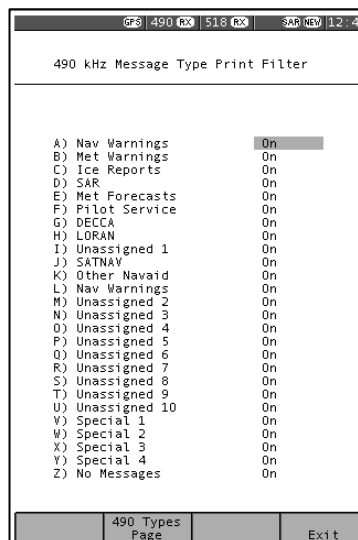 GPS 490 RX 518 RX SAR NEW 12:4
490 kHz Message Type Print Filter
A) Nav Warnings On
B) Met Warnings On
C) Ice Reports On
D) SAR On
E) Met Forecasts On
F) Pilot Service On
G) DECCA On
H) LORAN On
I) Unassigned 1 On
J) SATNAV On
K) Other Navaid On
L) Nav Warnings On
M) Unassigned 2 On
N) Unassigned 3 On
O) Unassigned 4 On
P) Unassigned 5 On
Q) Unassigned 6 On
R) Unassigned 7 On
S) Unassigned 8 On
T) Unassigned 9 On
U) Unassigned 10 On
V) Special 1 On
W) Special 2 On
X) Special 3 On
Y) Special 4 On
Z) No Messages On
490 Types
Page Exit